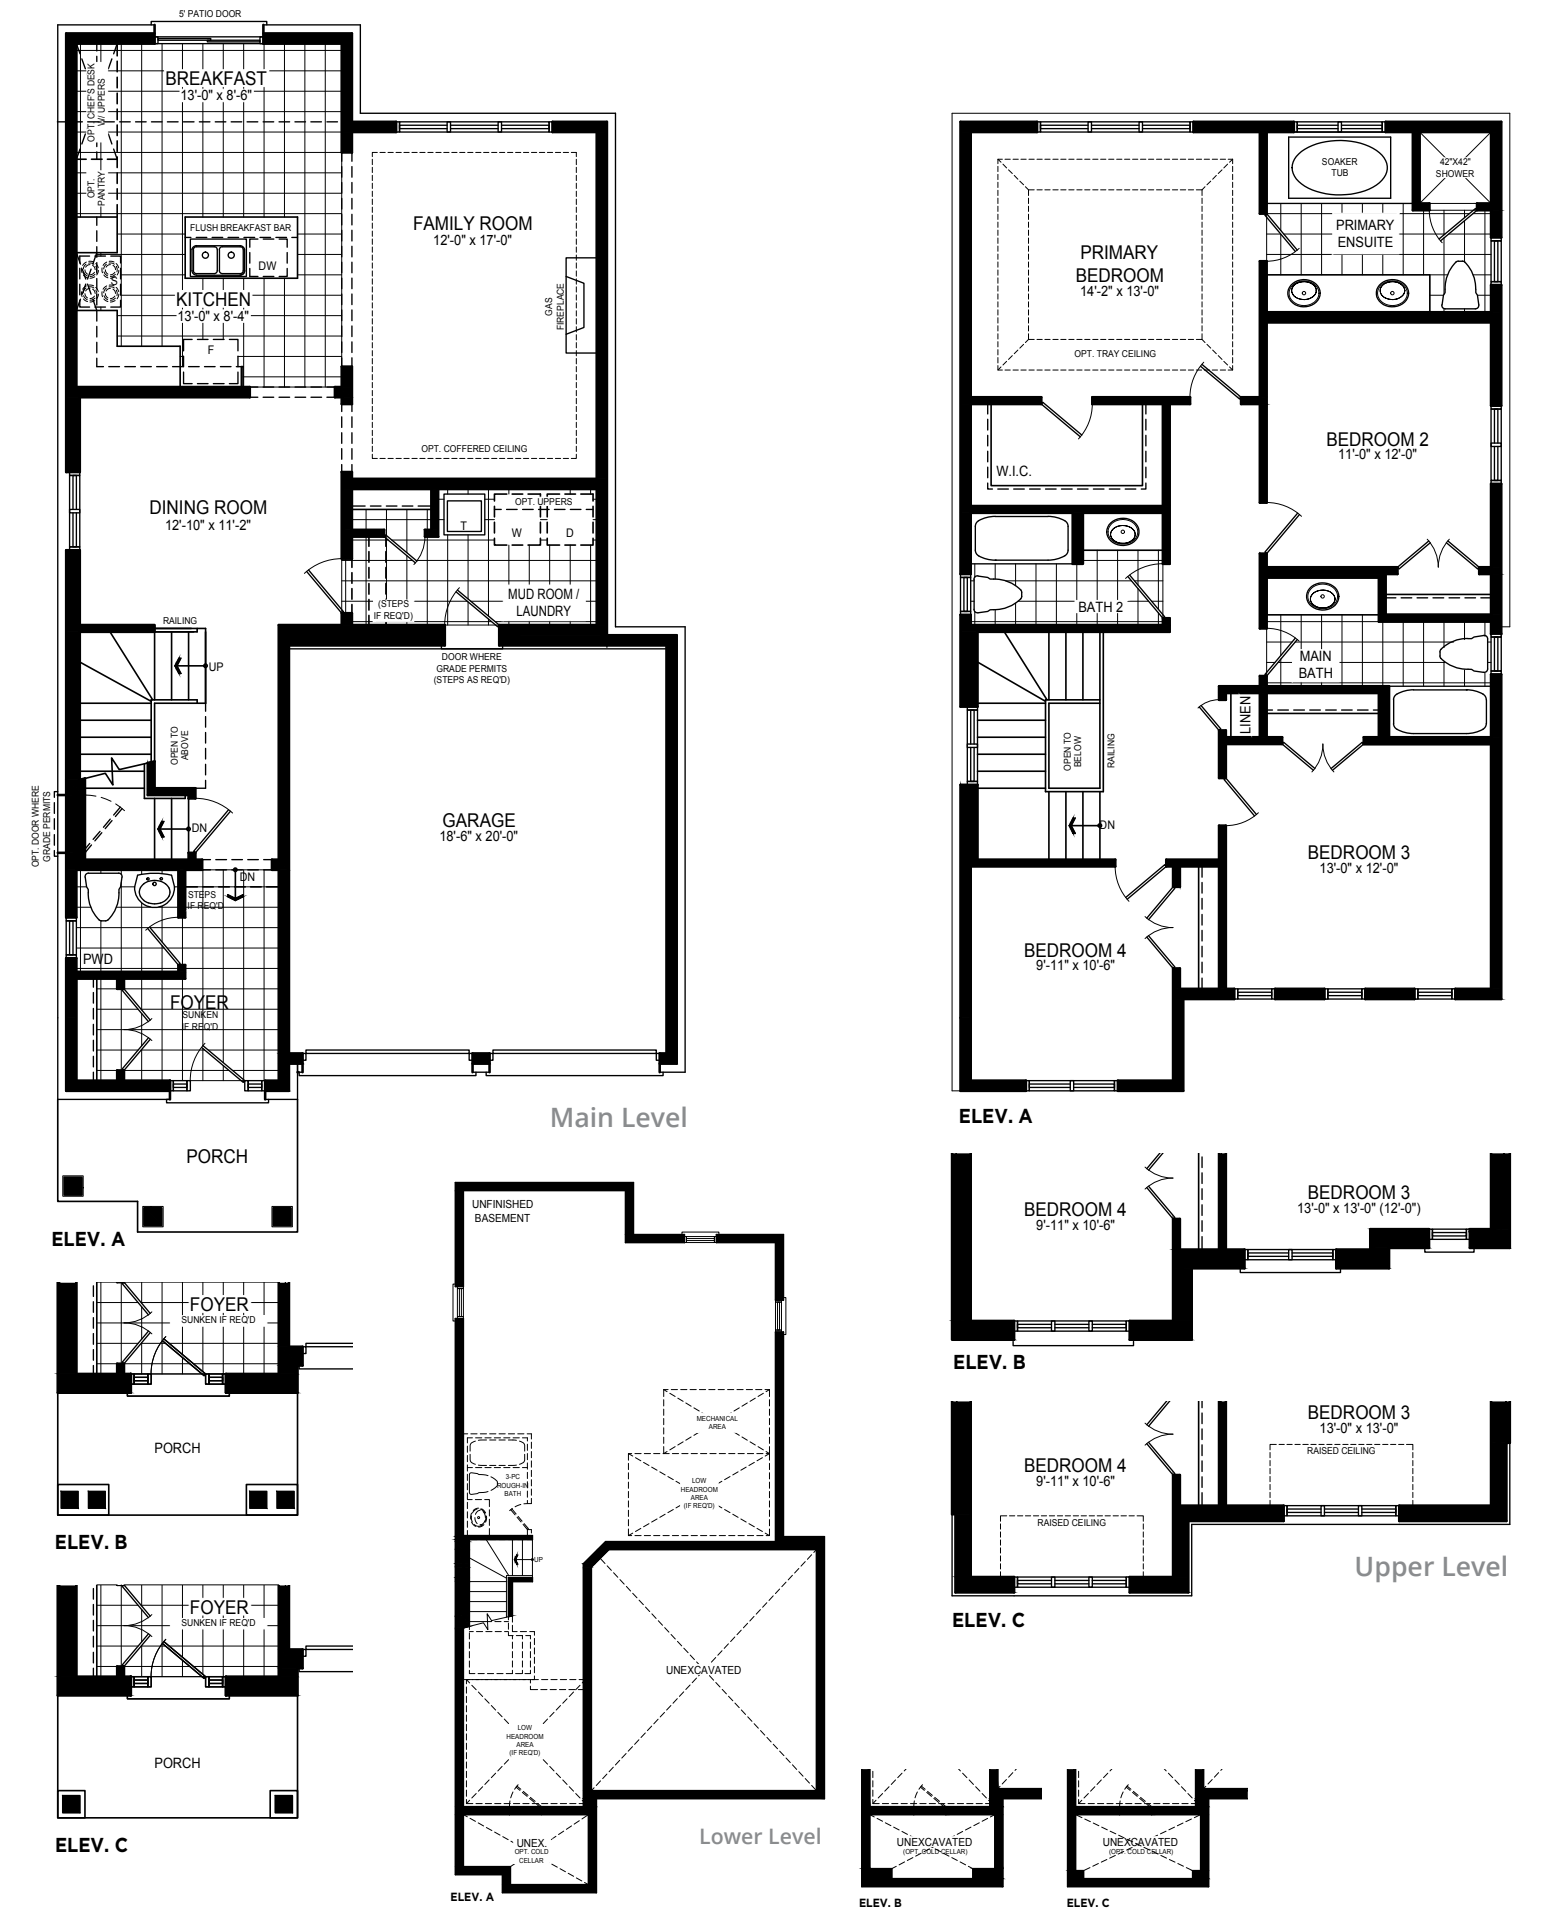 5' PATIO DOOR
BREAKFAST
13'-0" x 8'-6"
OPT. CHEF'S DESK
W/ UPPERS
OPT.
PANTRY
FLUSH BREAKFAST BAR
DW
KITCHEN
13'-0" x 8'-4"
F
FAMILY ROOM
12'-0" x 17'-0"
GAS
FIREPLACE
OPT. COFFERED CEILING
DINING ROOM
12'-10" x 11'-2"
OPT. UPPERS
T
W
D
MUD ROOM /
LAUNDRY
(STEPS
IF REQ'D)
RAILING
UP
OPEN TO
ABOVE
DOOR WHERE
GRADE PERMITS
(STEPS AS REQ'D)
OPT. DOOR WHERE
GRADE PERMITS
DN
GARAGE
18'-6" x 20'-0"
DN
STEPS
IF REQ'D
PWD
FOYER
SUNKEN
IF REQ'D
Main Level
PORCH
ELEV. A
FOYER
SUNKEN IF REQ'D
PORCH
ELEV. B
FOYER
SUNKEN IF REQ'D
PORCH
ELEV. C
UNFINISHED
BASEMENT
MECHANICAL
AREA
LOW
HEADROOM
AREA
(IF REQ'D)
3-PC
ROUGH-IN
BATH
UP
UNEXCAVATED
LOW
HEADROOM
AREA
(IF REQ'D)
UNEX.
OPT. COLD
CELLAR
Lower Level
ELEV. A
UNEXCAVATED
(OPT. COLD CELLAR)
ELEV. B
UNEXCAVATED
(OPT. COLD CELLAR)
ELEV. C
PRIMARY
BEDROOM
14'-2" x 13'-0"
OPT. TRAY CEILING
SOAKER
TUB
42"X42"
SHOWER
PRIMARY
ENSUITE
W.I.C.
BEDROOM 2
11'-0" x 12'-0"
BATH 2
MAIN
BATH
LINEN
OPEN TO
BELOW
RAILING
DN
BEDROOM 3
13'-0" x 12'-0"
BEDROOM 4
9'-11" x 10'-6"
ELEV. A
BEDROOM 4
9'-11" x 10'-6"
BEDROOM 3
13'-0" x 13'-0" (12'-0")
ELEV. B
BEDROOM 3
13'-0" x 13'-0"
RAISED CEILING
BEDROOM 4
9'-11" x 10'-6"
RAISED CEILING
Upper Level
ELEV. C